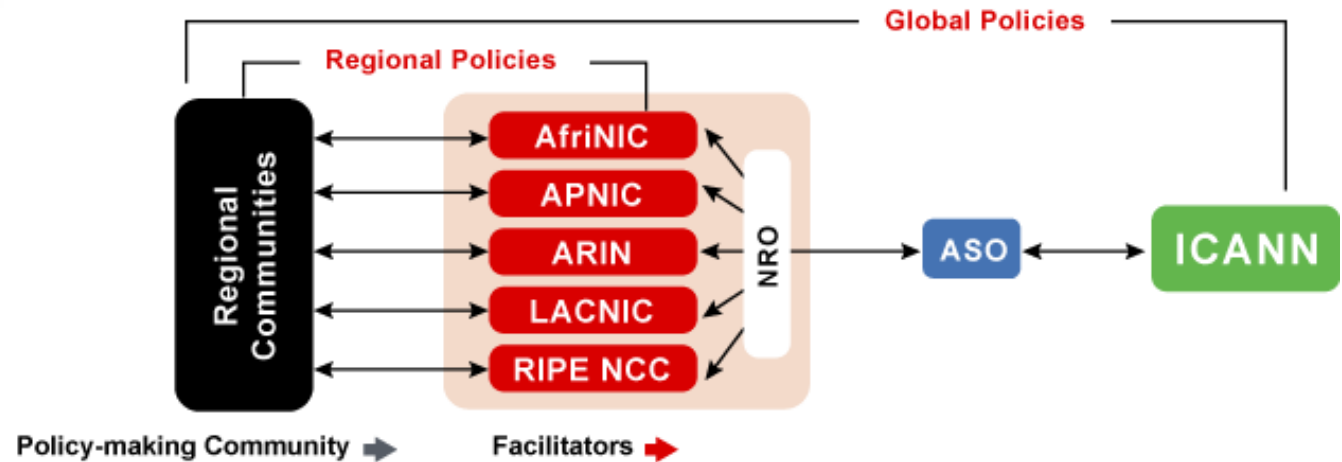 Global Policies
Regional Policies
Regional
Communities
AfriNIC
APNIC
ARIN
LACNIC
RIPE NCC
NRO
ASO
ICANN
Policy-making Community
Facilitators